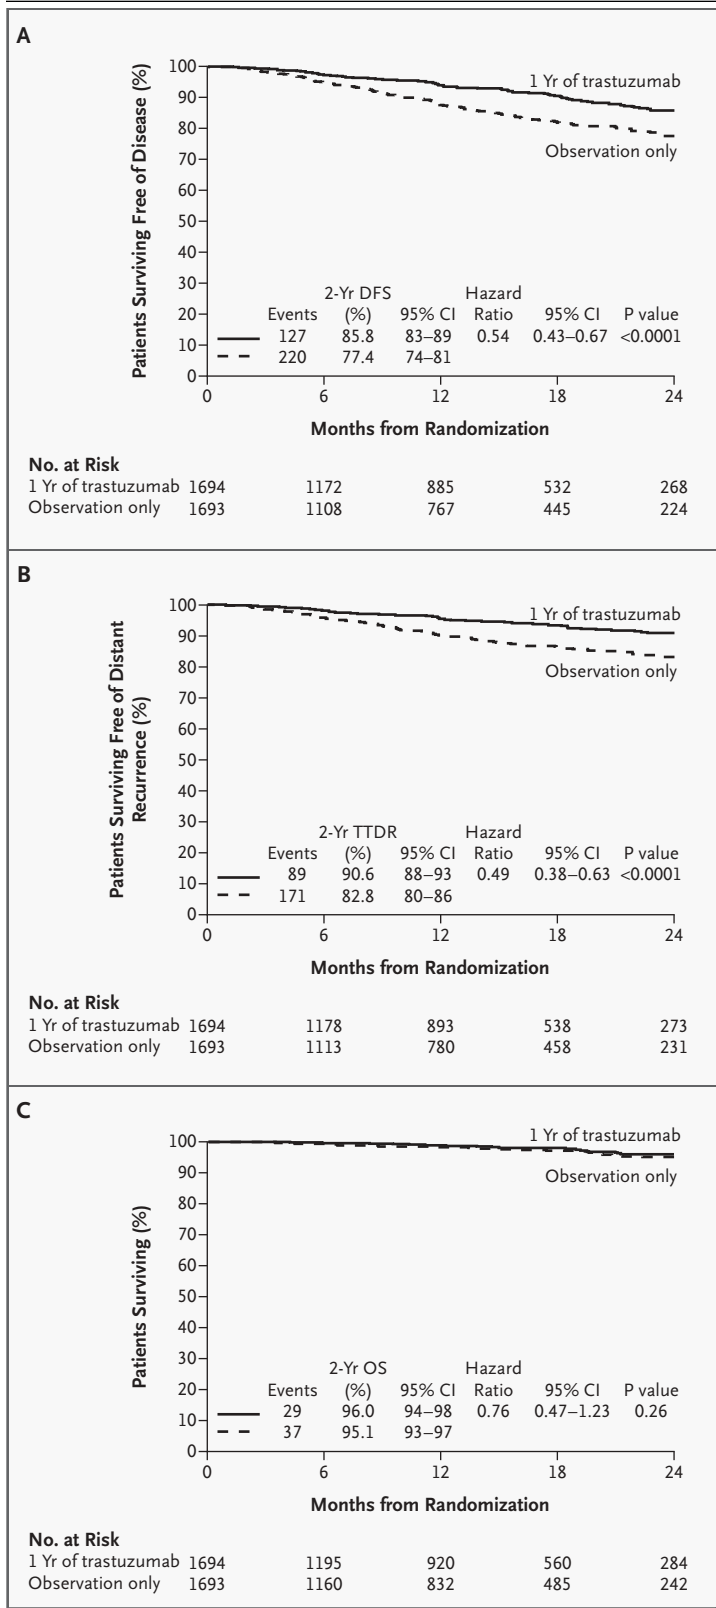 A
Patients Surviving Free of Disease (%)
100
90
80
70
60
50
40
30
20
10
0
1 Yr of trastuzumab
Observation only
2-Yr DFS Hazard
Events (%) 95% CI Ratio 95% CI P value
127 85.8 83–89 0.54 0.43–0.67 <0.0001
220 77.4 74–81
0 6 12 18 24
Months from Randomization
No. at Risk
1 Yr of trastuzumab 1694 1172 885 532 268
Observation only 1693 1108 767 445 224
B
Patients Surviving Free of Distant
Recurrence (%)
100
90
80
70
60
50
40
30
20
10
0
1 Yr of trastuzumab
Observation only
2-Yr TTDR Hazard
Events (%) 95% CI Ratio 95% CI P value
89 90.6 88–93 0.49 0.38–0.63 <0.0001
171 82.8 80–86
0 6 12 18 24
Months from Randomization
No. at Risk
1 Yr of trastuzumab 1694 1178 893 538 273
Observation only 1693 1113 780 458 231
C
Patients Surviving (%)
100
90
80
70
60
50
40
30
20
10
0
1 Yr of trastuzumab
Observation only
2-Yr OS Hazard
Events (%) 95% CI Ratio 95% CI P value
29 96.0 94–98 0.76 0.47–1.23 0.26
37 95.1 93–97
0 6 12 18 24
Months from Randomization
No. at Risk
1 Yr of trastuzumab 1694 1195 920 560 284
Observation only 1693 1160 832 485 242